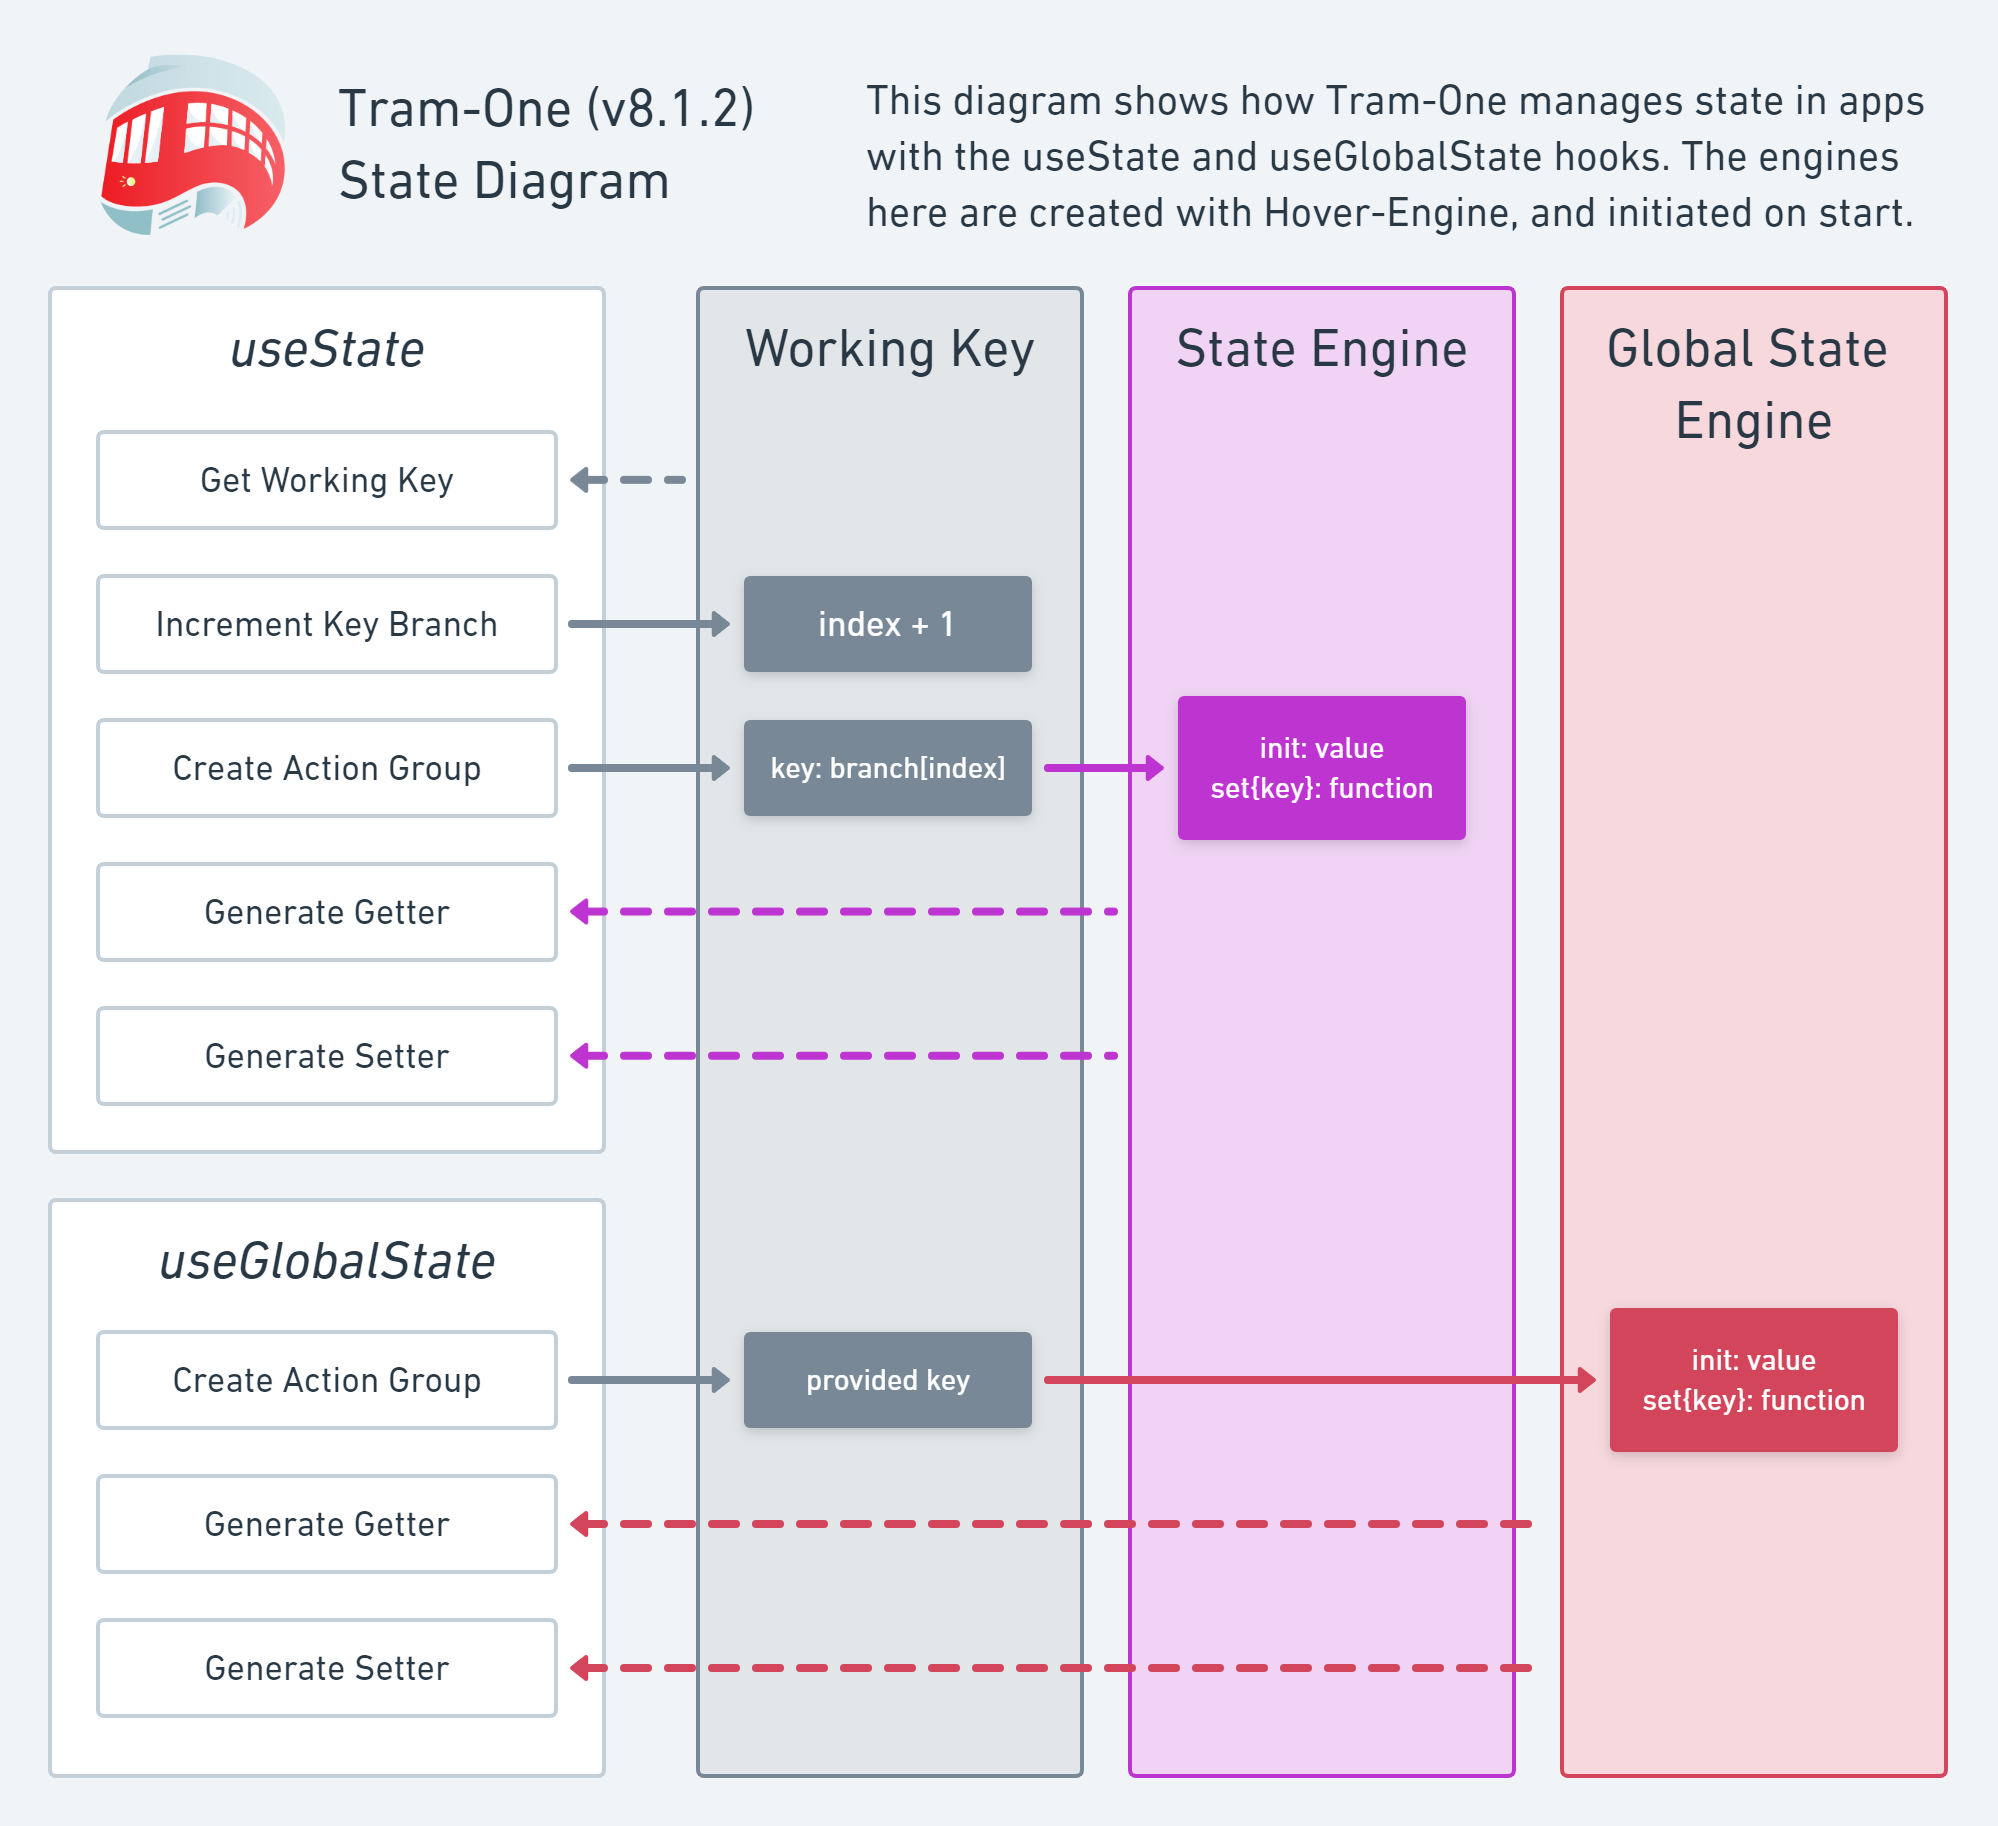 Tram-One (v8.1.2)
State Diagram
This diagram shows how Tram-One manages state in apps
with the useState and useGlobalState hooks. The engines
here are created with Hover-Engine, and initiated on start.
useState
Get Working Key
Increment Key Branch
Create Action Group
Generate Getter
Generate Setter
useGlobalState
Create Action Group
Generate Getter
Generate Setter
Working Key
index + 1
key: branch[index]
provided key
State Engine
init: value
set{key}: function
Global State
Engine
init: value
set{key}: function